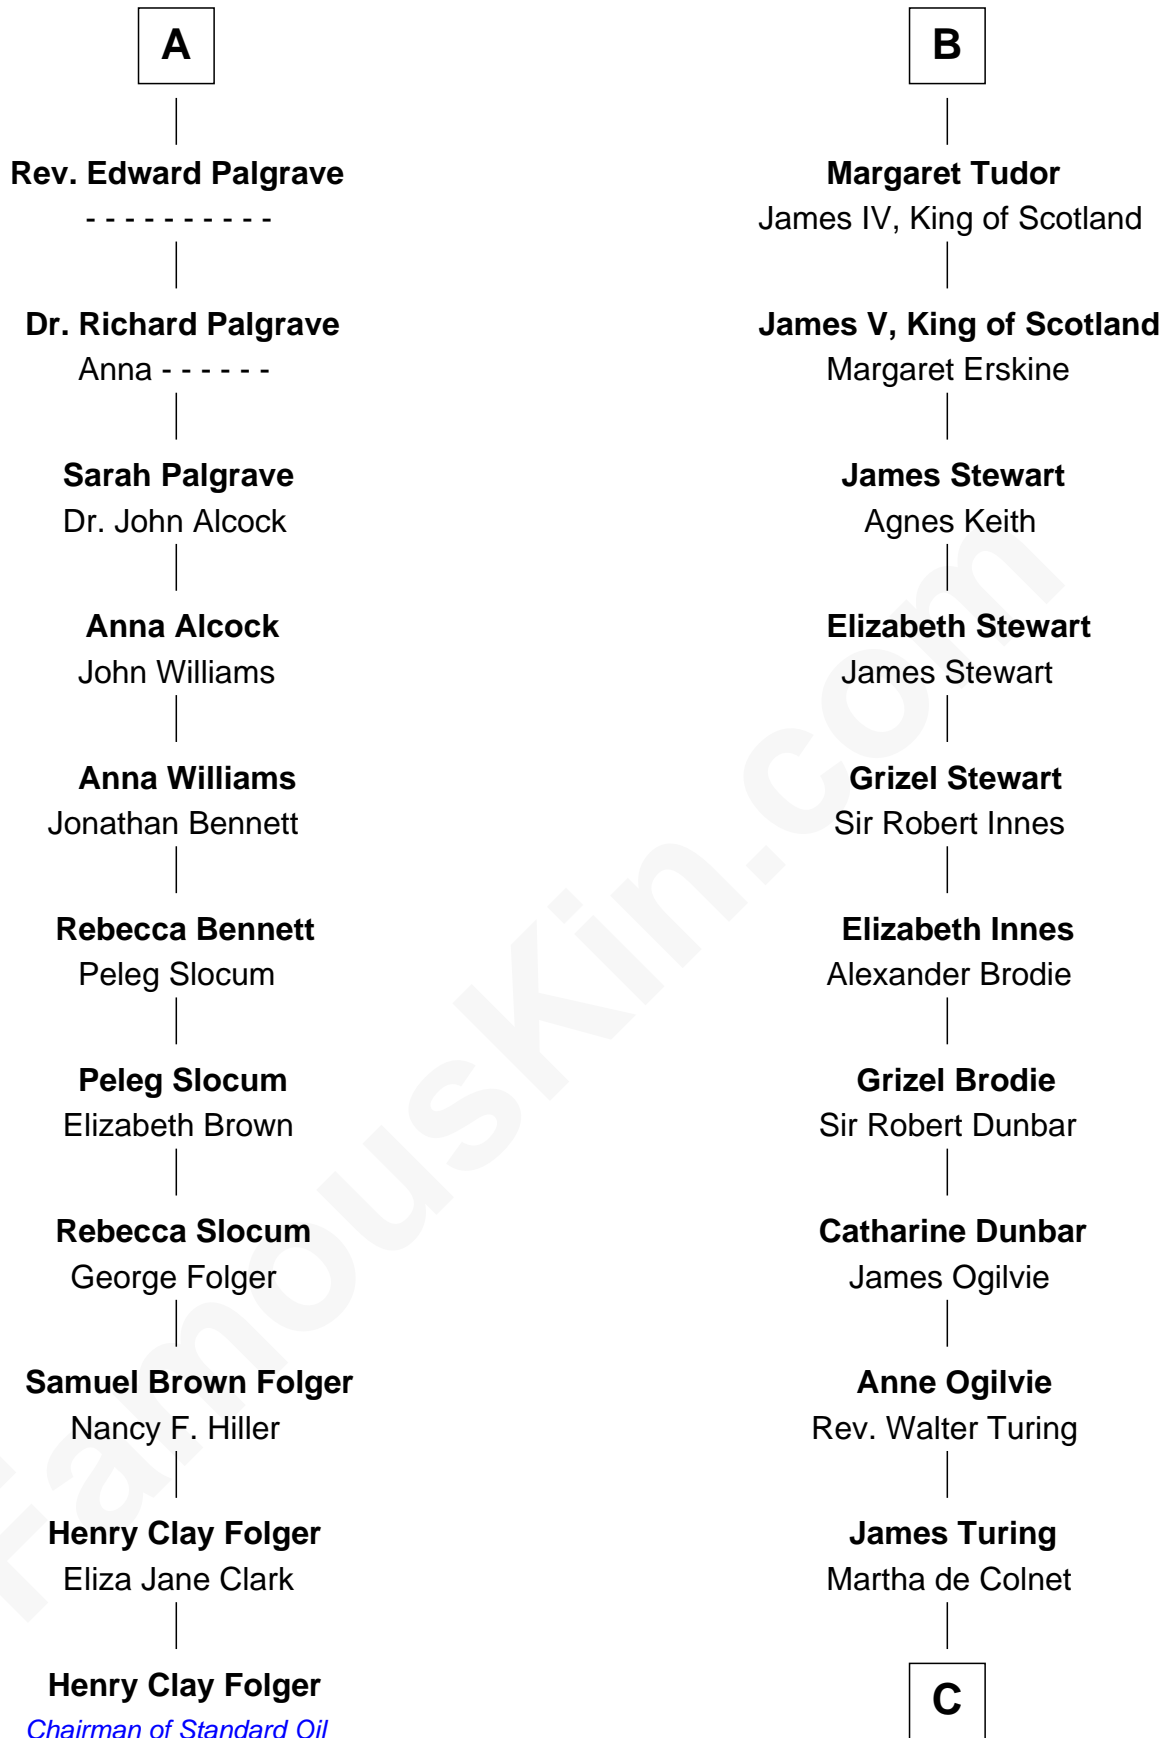 A
Rev. Edward Palgrave
- - - - - - - - - -
Dr. Richard Palgrave
Anna - - - - - -
Sarah Palgrave
Dr. John Alcock
Anna Alcock
John Williams
Anna Williams
Jonathan Bennett
Rebecca Bennett
Peleg Slocum
Peleg Slocum
Elizabeth Brown
Rebecca Slocum
George Folger
Samuel Brown Folger
Nancy F. Hiller
Henry Clay Folger
Eliza Jane Clark
Henry Clay Folger
Chairman of Standard Oil
B
Margaret Tudor
James IV, King of Scotland
James V, King of Scotland
Margaret Erskine
James Stewart
Agnes Keith
Elizabeth Stewart
James Stewart
Grizel Stewart
Sir Robert Innes
Elizabeth Innes
Alexander Brodie
Grizel Brodie
Sir Robert Dunbar
Catharine Dunbar
James Ogilvie
Anne Ogilvie
Rev. Walter Turing
James Turing
Martha de Colnet
C
FamousKin.com